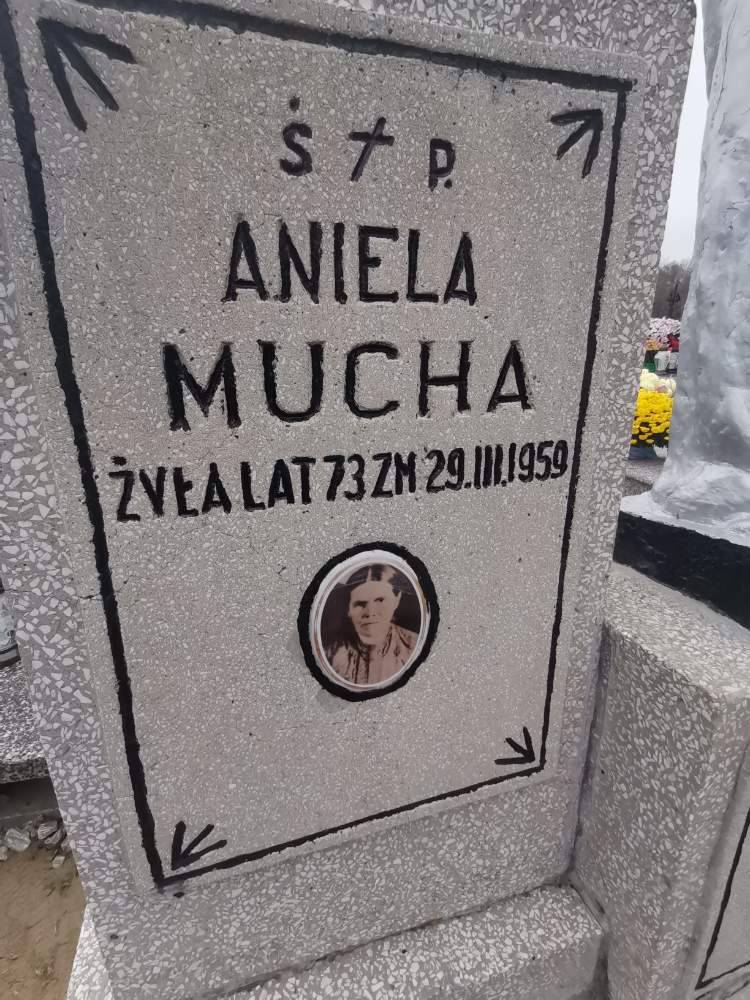 Ś P.
ANIELA
MUCHA
ŻYŁA LAT 73 ZM 29.III.1959